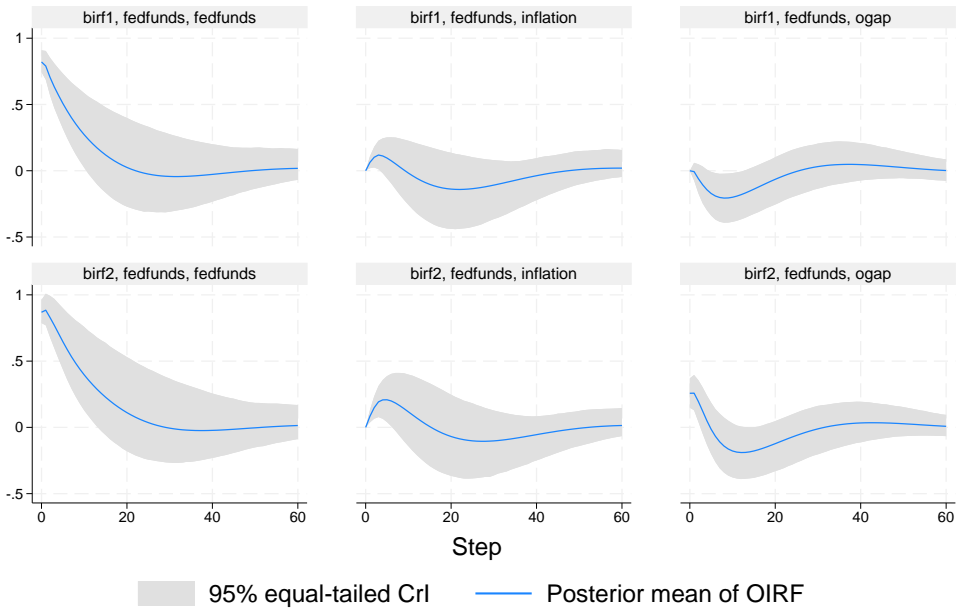 birf1, fedfunds, fedfunds
birf1, fedfunds, inflation
birf1, fedfunds, ogap
1
.5
0
-.5
birf2, fedfunds, fedfunds
birf2, fedfunds, inflation
birf2, fedfunds, ogap
1
.5
0
-.5
0 20 40 60
0 20 40 60
0 20 40 60
Step
95% equal-tailed CrI
Posterior mean of OIRF